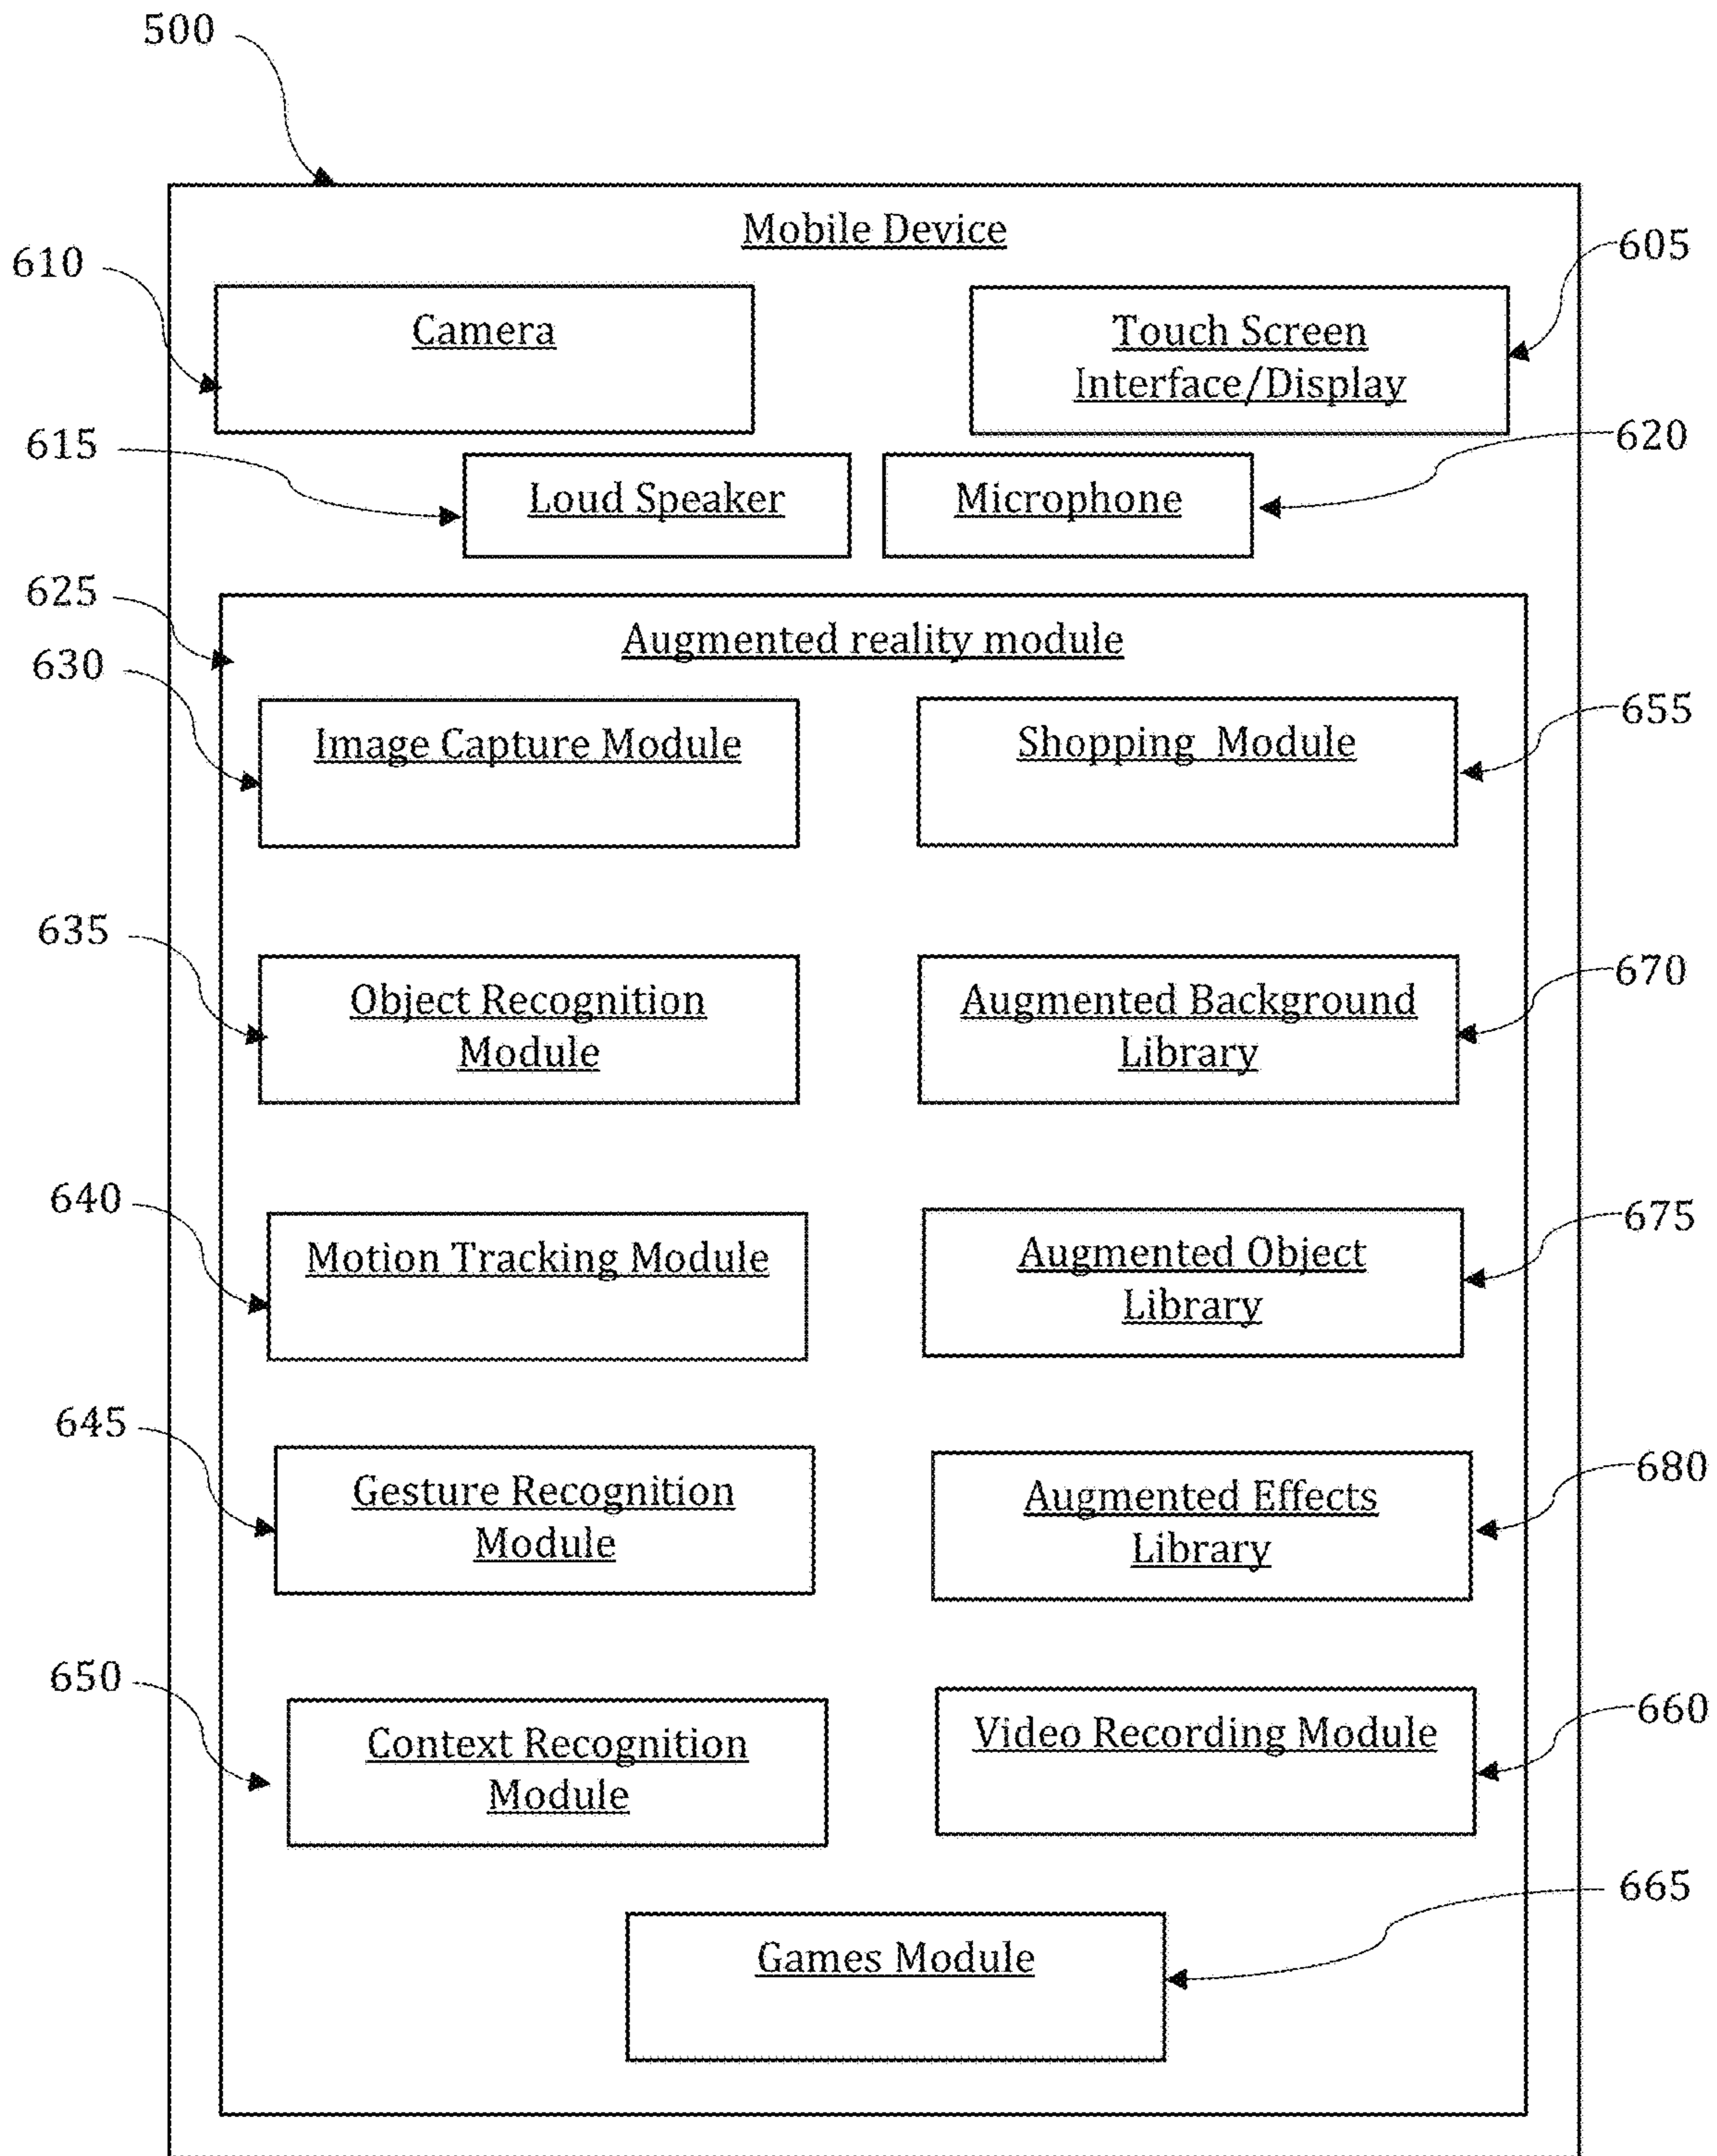 500
Mobile Device
610
605
Camera
Touch Screen
Interface/Display
615
620
Loud Speaker
Microphone
625
Augmented reality module
630
655
Image Capture Module
Shopping Module
635
670
Object Recognition
Module
Augmented Background
Library
640
675
Motion Tracking Module
Augmented Object
Library
645
680
Gesture Recognition
Module
Augmented Effects
Library
650
660
Context Recognition
Module
Video Recording Module
665
Games Module